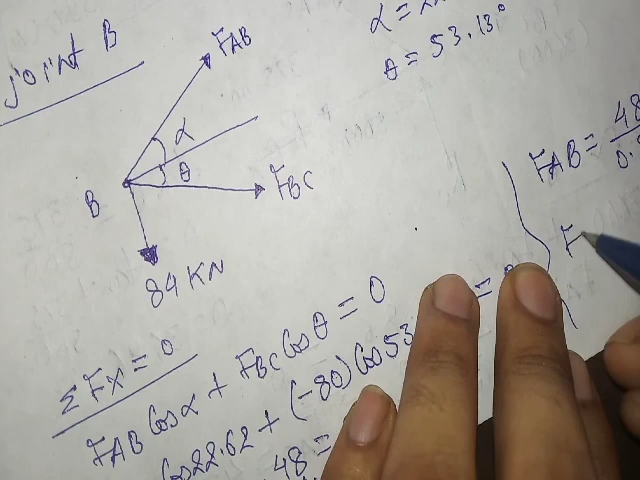 joint B
FAB
α
θ
FBC
B
84 KN
α =
θ = 53.13°
ΣFx = 0
FAB Cosα + FBC Cosθ = 0
Cos22.62 + (-80) Cos53
48 =
FAB = 48
F